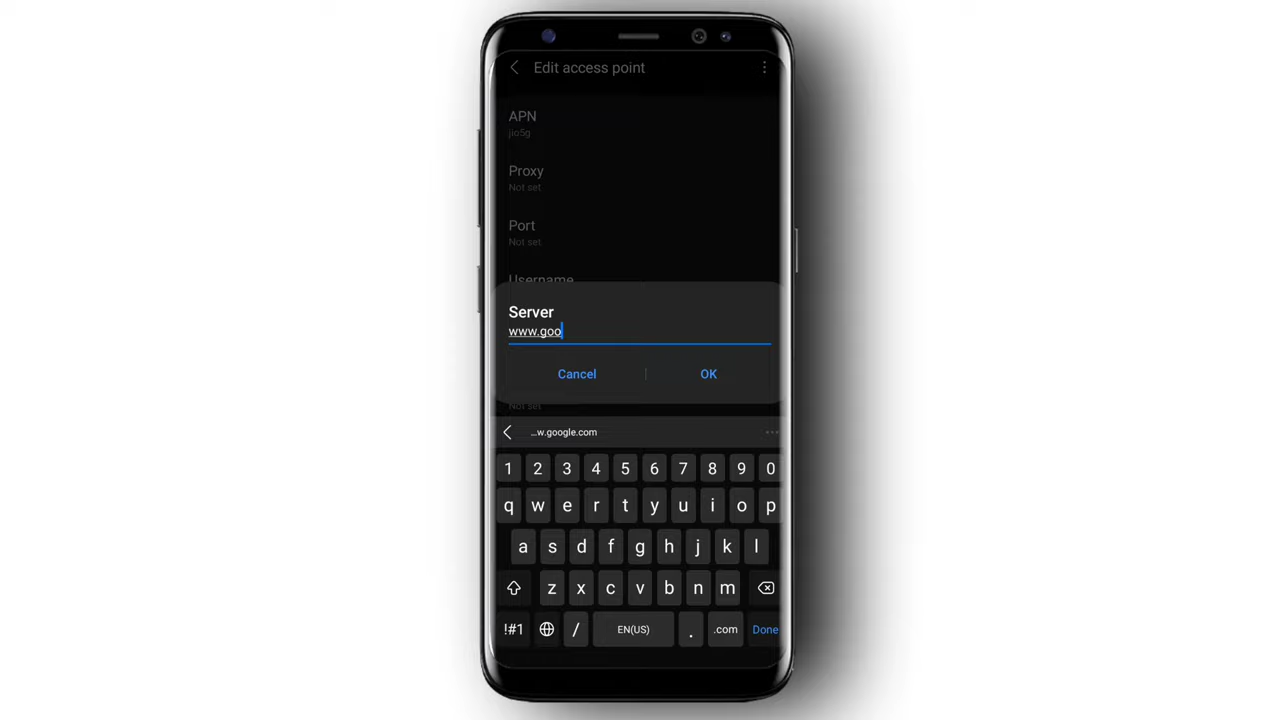 Edit access point
APN
jio5g
Proxy
Not set
Port
Not set
Username
Server
www.goo
Cancel | OK
Not set
...w.google.com
1 2 3 4 5 6 7 8 9 0
q w e r t y u i o p
a s d f g h j k l
z x c v b n m
!#1 / EN(US) . .com Done